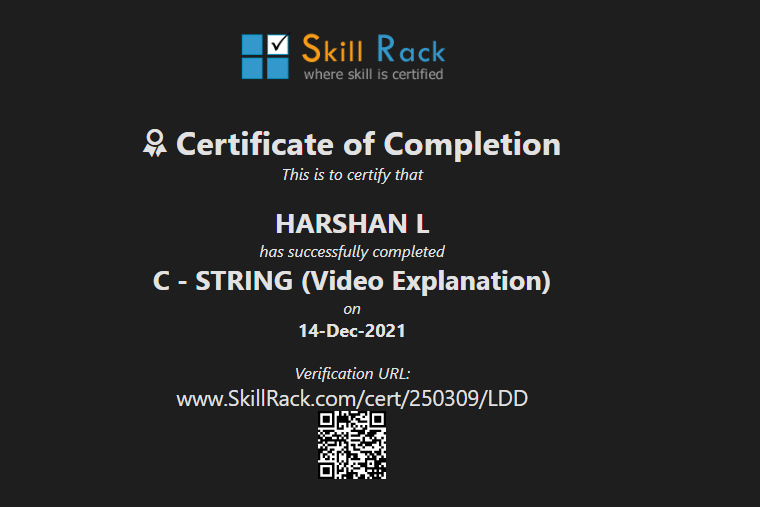 Skill Rack
where skill is certified
Certificate of Completion
This is to certify that
HARSHAN L
has successfully completed
C - STRING (Video Explanation)
on
14-Dec-2021
Verification URL:
www.SkillRack.com/cert/250309/LDD